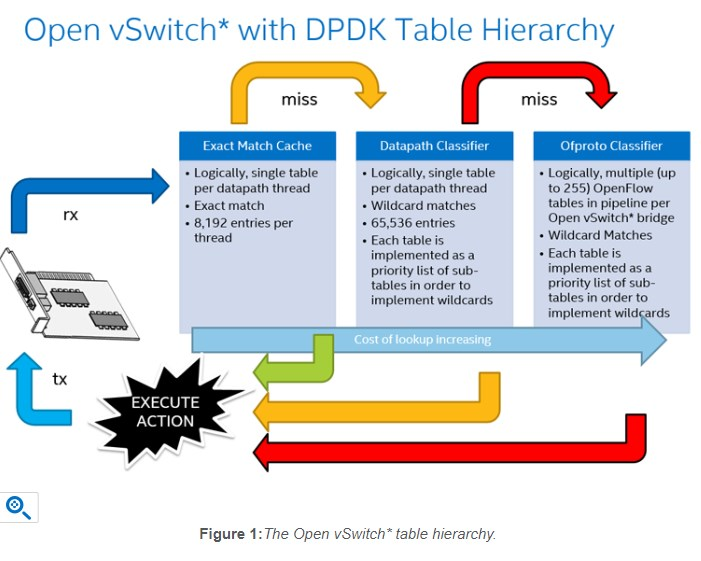 Open vSwitch* with DPDK Table Hierarchy
miss
miss
Exact Match Cache
• Logically, single table
per datapath thread
• Exact match
• 8,192 entries per
thread
Datapath Classifier
• Logically, single table
per datapath thread
• Wildcard matches
• 65,536 entries
• Each table is
implemented as a
priority list of sub-
tables in order to
implement wildcards
Ofproto Classifier
• Logically, multiple (up
to 255) OpenFlow
tables in pipeline per
Open vSwitch* bridge
• Wildcard Matches
• Each table is
implemented as a
priority list of sub-
tables in order to
implement wildcards
rx
Cost of lookup increasing
tx
EXECUTE
ACTION
Figure 1:The Open vSwitch* table hierarchy.